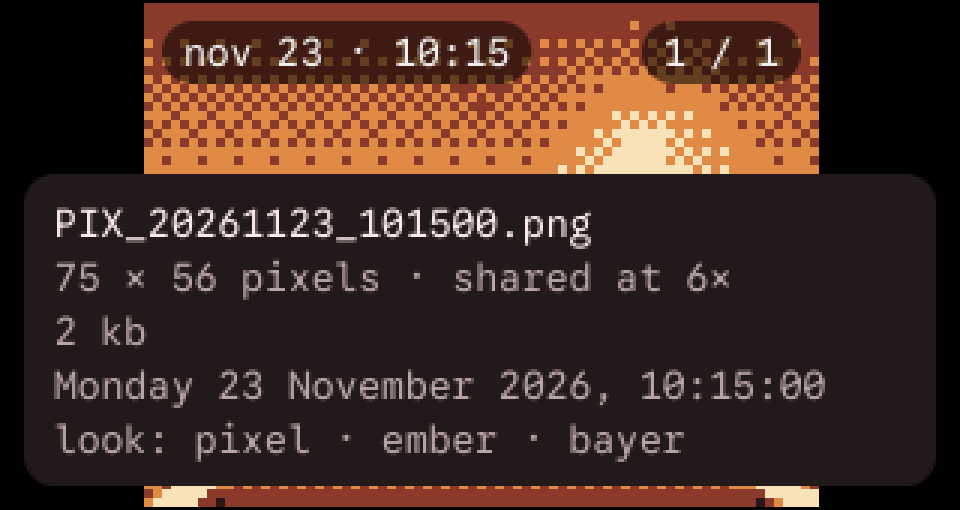 nov 23 · 10:15
1 / 1
PIX_20261123_101500.png
75 × 56 pixels · shared at 6×
2 kb
Monday 23 November 2026, 10:15:00
look: pixel · ember · bayer